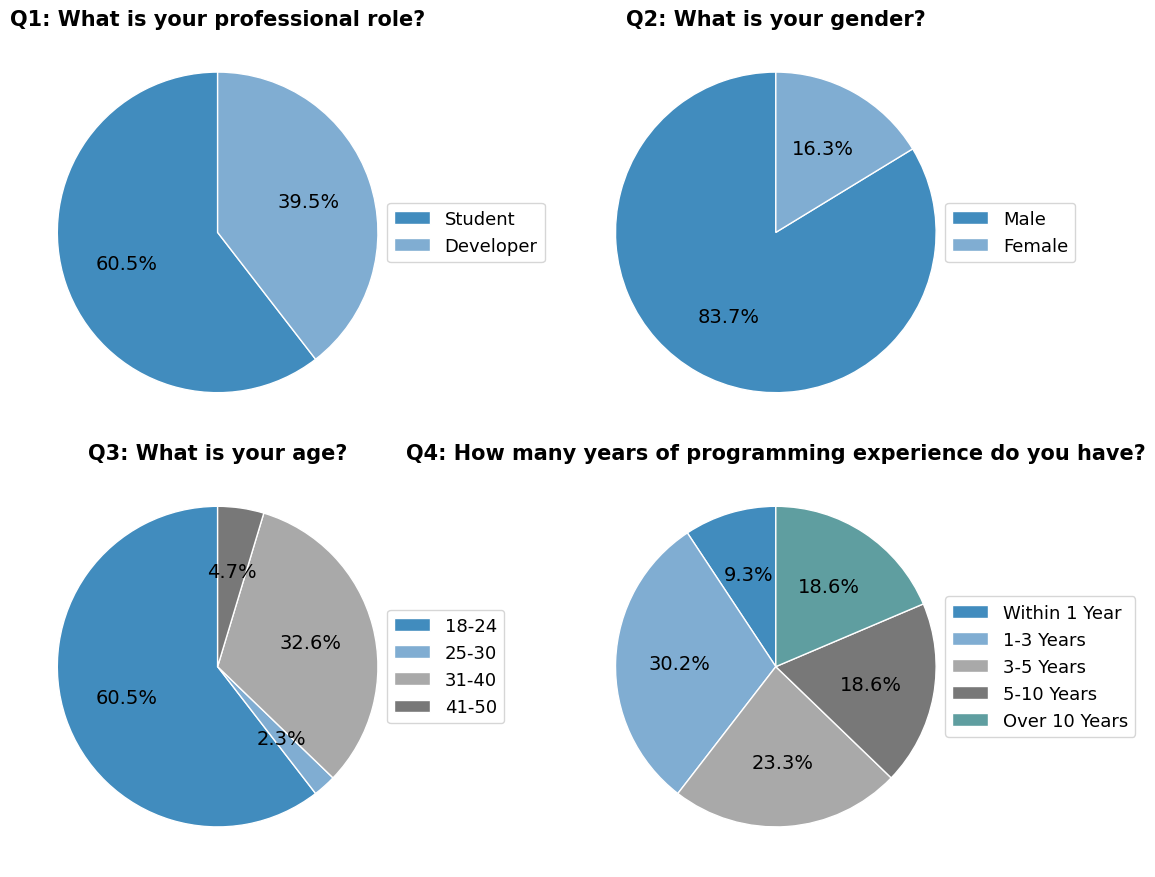 Q1: What is your professional role?
39.5%
60.5%
Student
Developer
Q2: What is your gender?
16.3%
83.7%
Male
Female
Q3: What is your age?
4.7%
32.6%
60.5%
2.3%
18-24
25-30
31-40
41-50
Q4: How many years of programming experience do you have?
9.3%
18.6%
30.2%
18.6%
23.3%
Within 1 Year
1-3 Years
3-5 Years
5-10 Years
Over 10 Years